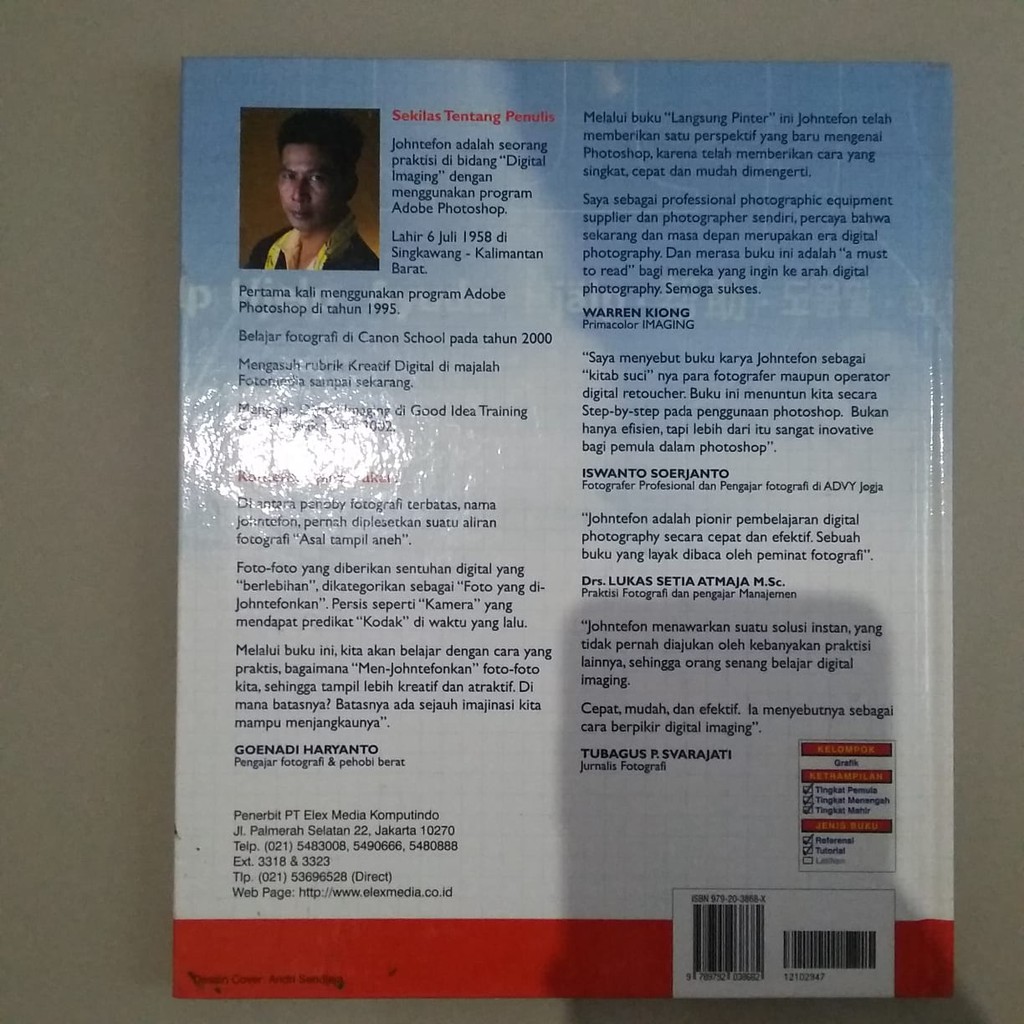 Sekilas Tentang Penulis
Johntefon adalah seorang
praktisi di bidang "Digital
Imaging" dengan
menggunakan program
Adobe Photoshop.
Lahir 6 Juli 1958 di
Singkawang - Kalimantan
Barat.
Pertama kali menggunakan program Adobe
Photoshop di tahun 1995.
Belajar fotografi di Canon School pada tahun 2000
Mengasuh rubrik Kreatif Digital di majalah
Fotomedia sampai sekarang.
Imaging di Good Idea Training
2002.
Di antara penoby fotografi terbatas, nama
Johntefon, pernah diplesetkan suatu aliran
fotografi "Asal tampil aneh".
Foto-foto yang diberikan sentuhan digital yang
"berlebihan", dikategorikan sebagai "Foto yang di-
Johntefonkan". Persis seperti "Kamera" yang
mendapat predikat "Kodak" di waktu yang lalu.
Melalui buku ini, kita akan belajar dengan cara yang
praktis, bagaimana "Men-Johntefonkan" foto-foto
kita, sehingga tampil lebih kreatif dan atraktif. Di
mana batasnya? Batasnya ada sejauh imajinasi kita
mampu menjangkaunya".
GOENADI HARYANTO
Pengajar fotografi & pehobi berat
Penerbit PT Elex Media Komputindo
Jl. Palmerah Selatan 22, Jakarta 10270
Telp. (021) 5483008, 5490666, 5480888
Ext. 3318 & 3323
Tlp. (021) 53696528 (Direct)
Web Page: http://www.elexmedia.co.id
Cover: Andri
Melalui buku "Langsung Pinter" ini Johntefon telah
memberikan satu perspektif yang baru mengenai
Photoshop, karena telah memberikan cara yang
singkat, cepat dan mudah dimengerti.
Saya sebagai professional photographic equipment
supplier dan photographer sendiri, percaya bahwa
sekarang dan masa depan merupakan era digital
photography. Dan merasa buku ini adalah "a must
to read" bagi mereka yang ingin ke arah digital
photography. Semoga sukses.
WARREN KIONG
Primacolor IMAGING
"Saya menyebut buku karya Johntefon sebagai
"kitab suci" nya para fotografer maupun operator
digital retoucher. Buku ini menuntun kita secara
Step-by-step pada penggunaan photoshop. Bukan
hanya efisien, tapi lebih dari itu sangat inovative
bagi pemula dalam photoshop".
ISWANTO SOERJANTO
Fotografer Profesional dan Pengajar fotografi di ADVY Jogja
"Johntefon adalah pionir pembelajaran digital
photography secara cepat dan efektif. Sebuah
buku yang layak dibaca oleh peminat fotografi".
Drs. LUKAS SETIA ATMAJA M.Sc.
Praktisi Fotografi dan pengajar Manajemen
"Johntefon menawarkan suatu solusi instan, yang
tidak pernah diajukan oleh kebanyakan praktisi
lainnya, sehingga orang senang belajar digital
imaging.
Cepat, mudah, dan efektif. Ia menyebutnya sebagai
cara berpikir digital imaging".
TUBAGUS P. SVARAJATI
Jurnalis Fotografi
KELOMPOK
Grafik
KETRAMPILAN
Tingkat Pemula
Tingkat Menengah
Tingkat Mahir
JENIS BUKU
Referensi
Tutorial
Latihan
ISBN 979-20-3868-X
9 789792 038682
12102947